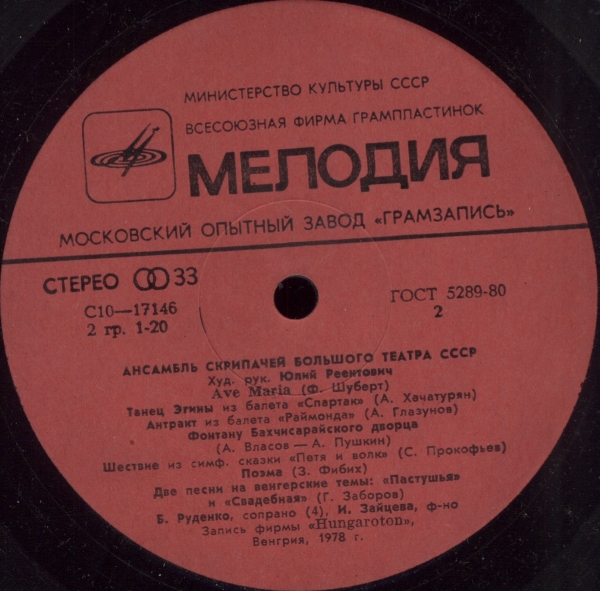 МИНИСТЕРСТВО КУЛЬТУРЫ СССР
ВСЕСОЮЗНАЯ ФИРМА ГРАМПЛАСТИНОК
МЕЛОДИЯ
МОСКОВСКИЙ ОПЫТНЫЙ ЗАВОД «ГРАМЗАПИСЬ»
СТЕРЕО 33
С10—17146
2 гр. 1-20
ГОСТ 5289-80
2
АНСАМБЛЬ СКРИПАЧЕЙ БОЛЬШОГО ТЕАТРА СССР
Худ. рук. Юлий Реентович
Ave Maria (Ф. Шуберт)
Танец Эгины из балета «Спартак» (А. Хачатурян)
Антракт из балета «Раймонда» (А. Глазунов)
Фонтану Бахчисарайского дворца
(А. Власов — А. Пушкин)
Шествие из симф. сказки «Петя и волк» (С. Прокофьев)
Поэма (З. Фибих)
Две песни на венгерские темы: «Пастушья»
и «Свадебная» (Г. Заборов)
Б. Руденко, сопрано (4), И. Зайцева, ф-но
Запись фирмы «Hungaroton»,
Венгрия, 1978 г.